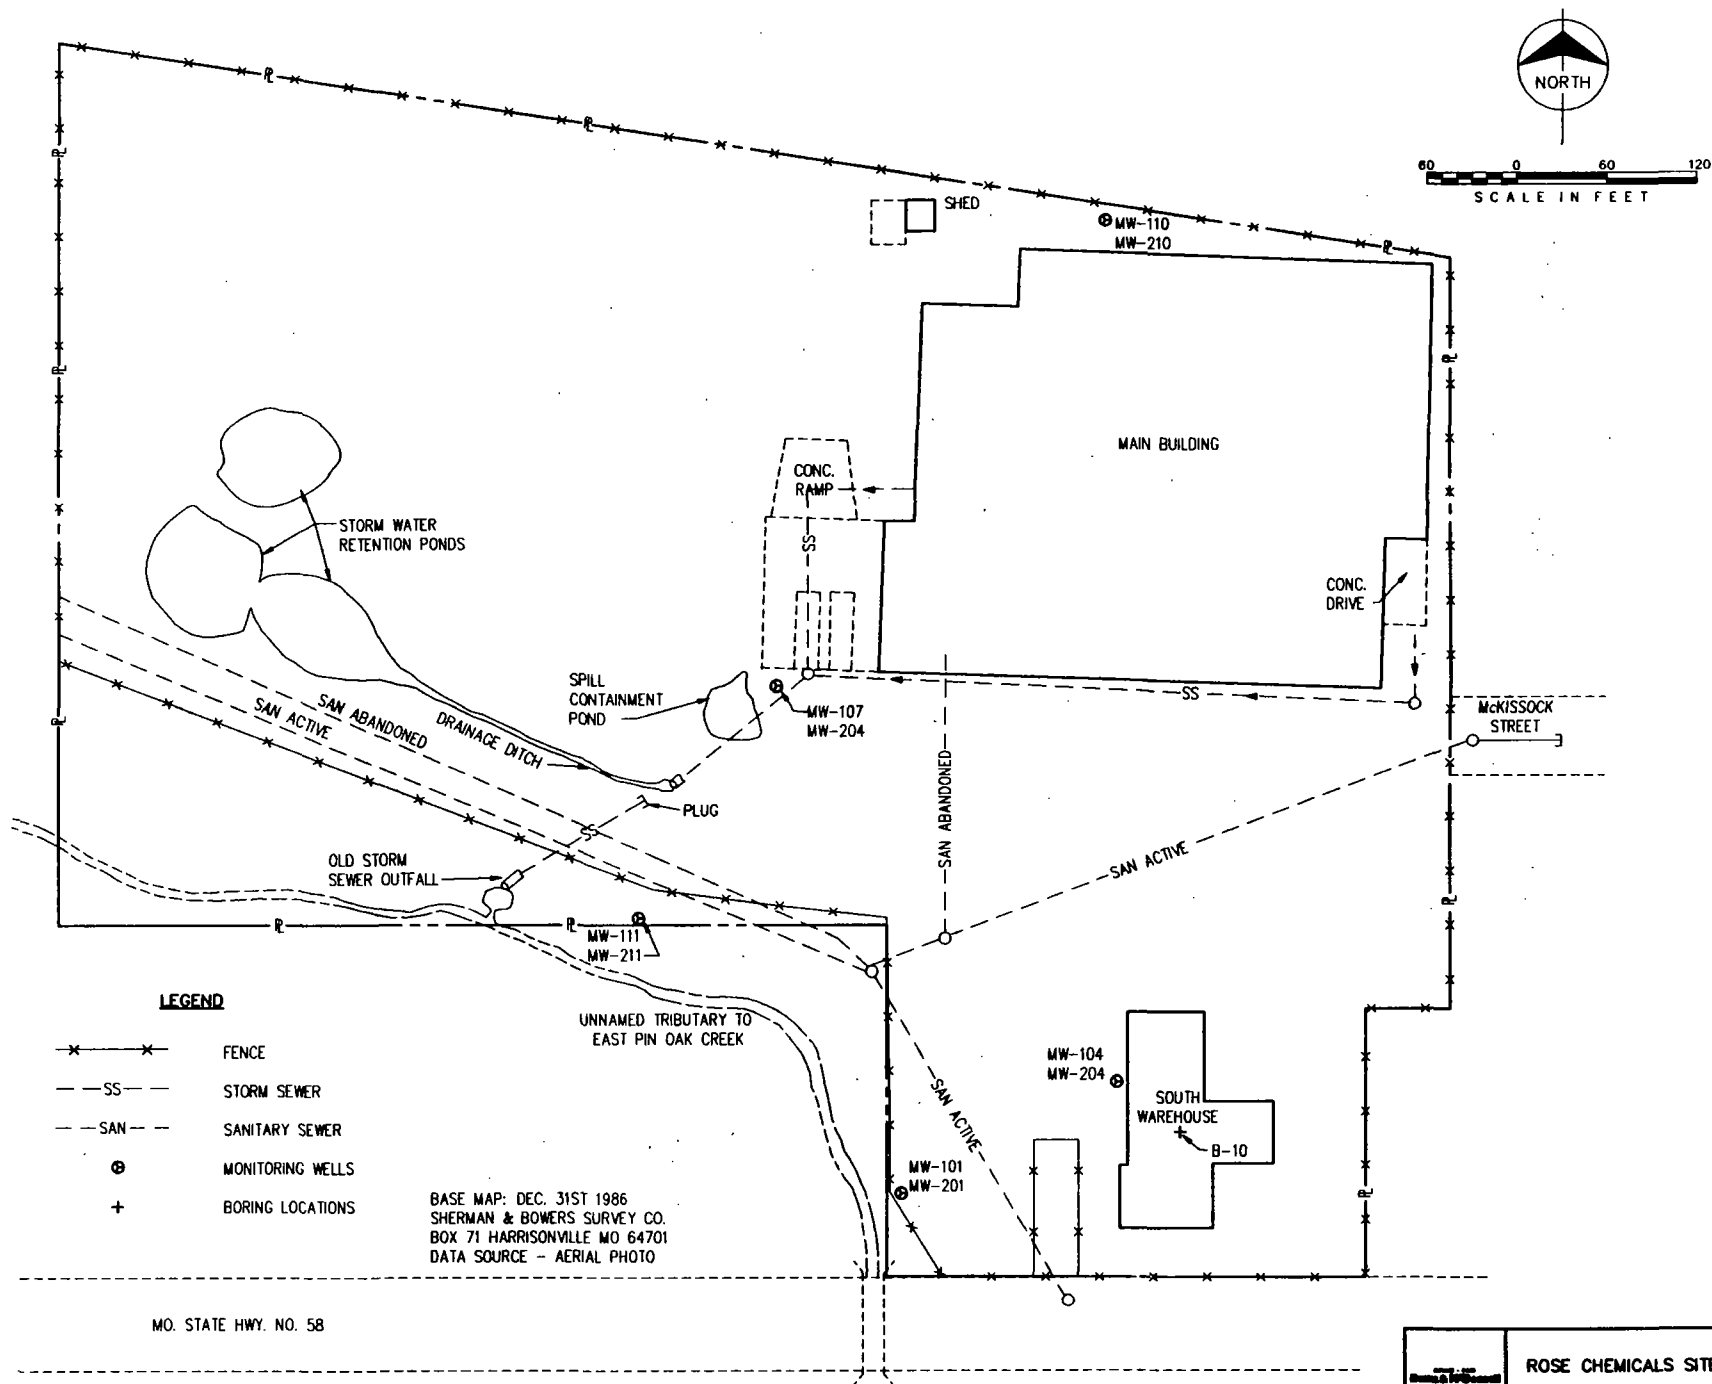 NORTH
60 0 60 120
SCALE IN FEET
SHED
MW-110
MW-210
MAIN BUILDING
CONC.
RAMP
SS
STORM WATER
RETENTION PONDS
CONC.
DRIVE
SPILL
CONTAINMENT
POND
MW-107
MW-204
SS
McKISSOCK
STREET
SAN ABANDONED
SAN ACTIVE
DRAINAGE DITCH
PLUG
SS
SAN ABANDONED
SAN ACTIVE
OLD STORM
SEWER OUTFALL
MW-111
MW-211
UNNAMED TRIBUTARY TO
EAST PIN OAK CREEK
MW-104
MW-204
SOUTH
WAREHOUSE
B-10
SAN ACTIVE
MW-101
MW-201
LEGEND
FENCE
SS STORM SEWER
SAN SANITARY SEWER
MONITORING WELLS
BORING LOCATIONS
BASE MAP: DEC. 31ST 1986
SHERMAN & BOWERS SURVEY CO.
BOX 71 HARRISONVILLE MO 64701
DATA SOURCE - AERIAL PHOTO
MO. STATE HWY. NO. 58
ROSE CHEMICALS SITE